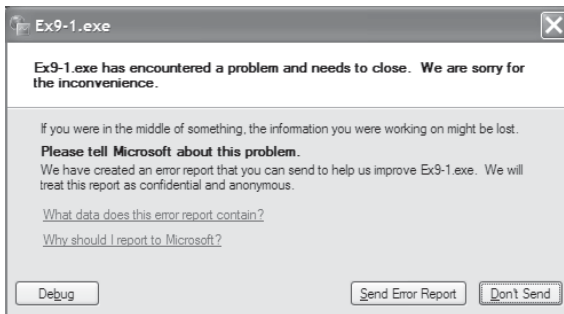 Ex9-1.exe
Ex9-1.exe has encountered a problem and needs to close.  We are sorry for
the inconvenience.
If you were in the middle of something, the information you were working on might be lost.
Please tell Microsoft about this problem.
We have created an error report that you can send to help us improve Ex9-1.exe.  We will
treat this report as confidential and anonymous.
What data does this error report contain?
Why should I report to Microsoft?
Debug
Send Error Report
Don't Send